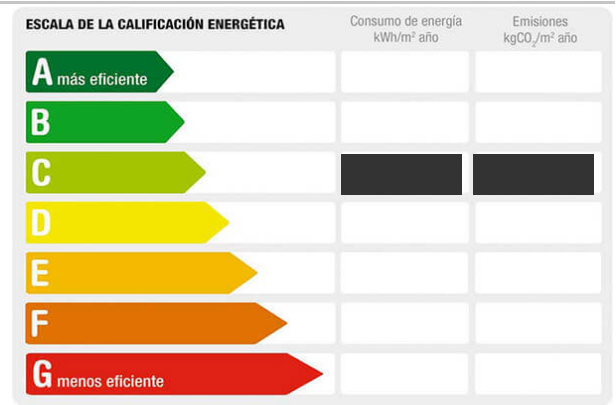 ESCALA DE LA CALIFICACIÓN ENERGÉTICA
Consumo de energía
kWh/m² año
Emisiones
kgCO₂/m² año
A más eficiente
B
C
D
E
F
G menos eficiente